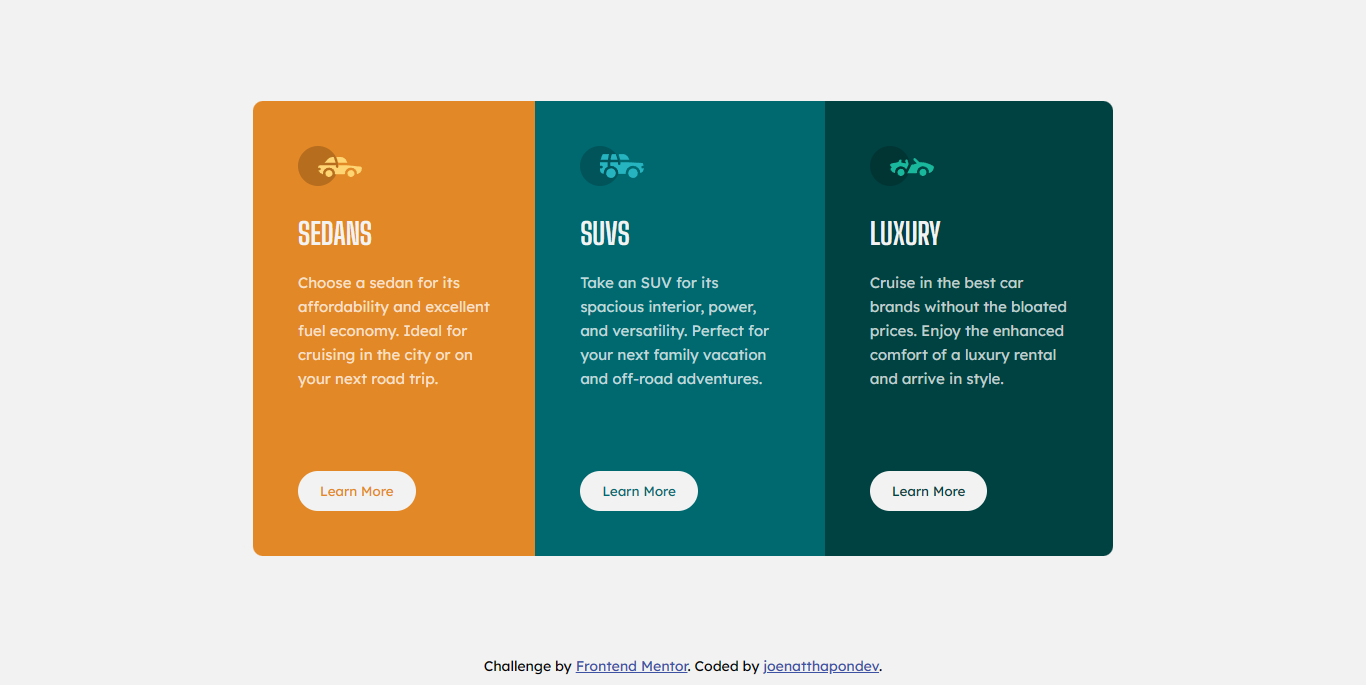 SEDANS
Choose a sedan for its
affordability and excellent
fuel economy. Ideal for
cruising in the city or on
your next road trip.
Learn More
SUVS
Take an SUV for its
spacious interior, power,
and versatility. Perfect for
your next family vacation
and off-road adventures.
Learn More
LUXURY
Cruise in the best car
brands without the bloated
prices. Enjoy the enhanced
comfort of a luxury rental
and arrive in style.
Learn More
Challenge by Frontend Mentor. Coded by joenatthapondev.